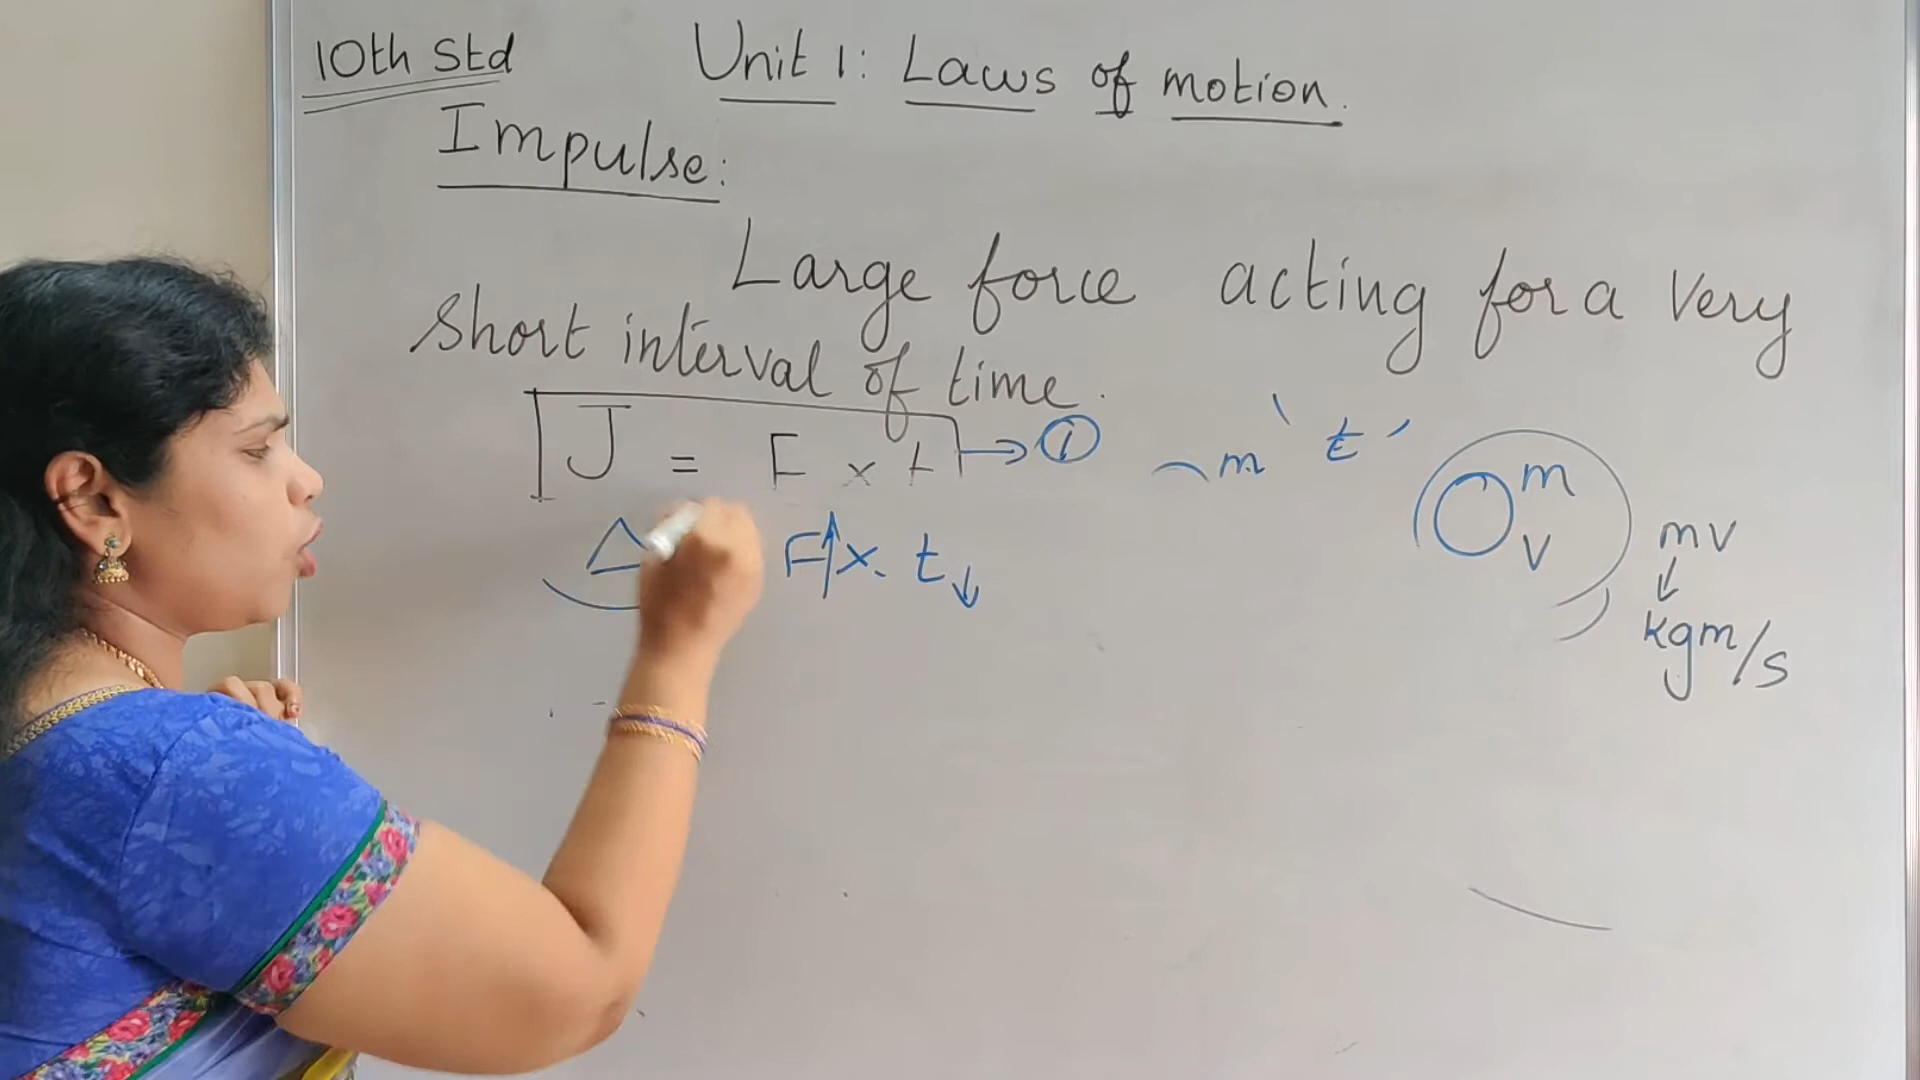 10th Std
Unit 1: Laws of motion.
Impulse:
Large force acting for a Very
Short interval of time.
J = F x t → 1
m t
Δ F↑ x t↓
m
v
mv
↓
kgm/s